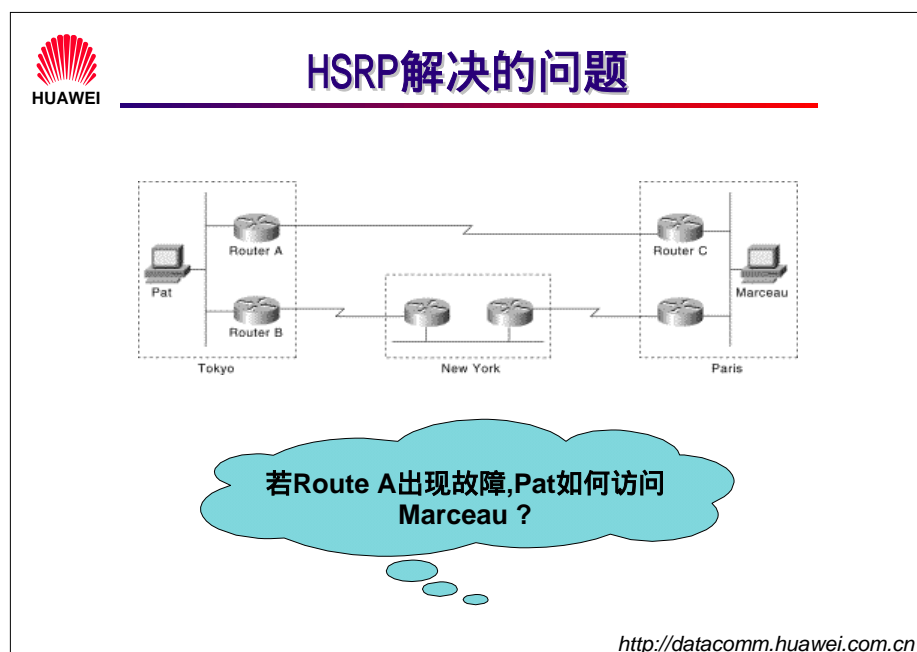 HUAWEI
HSRP解决的问题
Router A
Router C
Pat
Marceau
Router B
Tokyo
New York
Paris
若Route A出现故障,Pat如何访问
Marceau ?
http://datacomm.huawei.com.cn